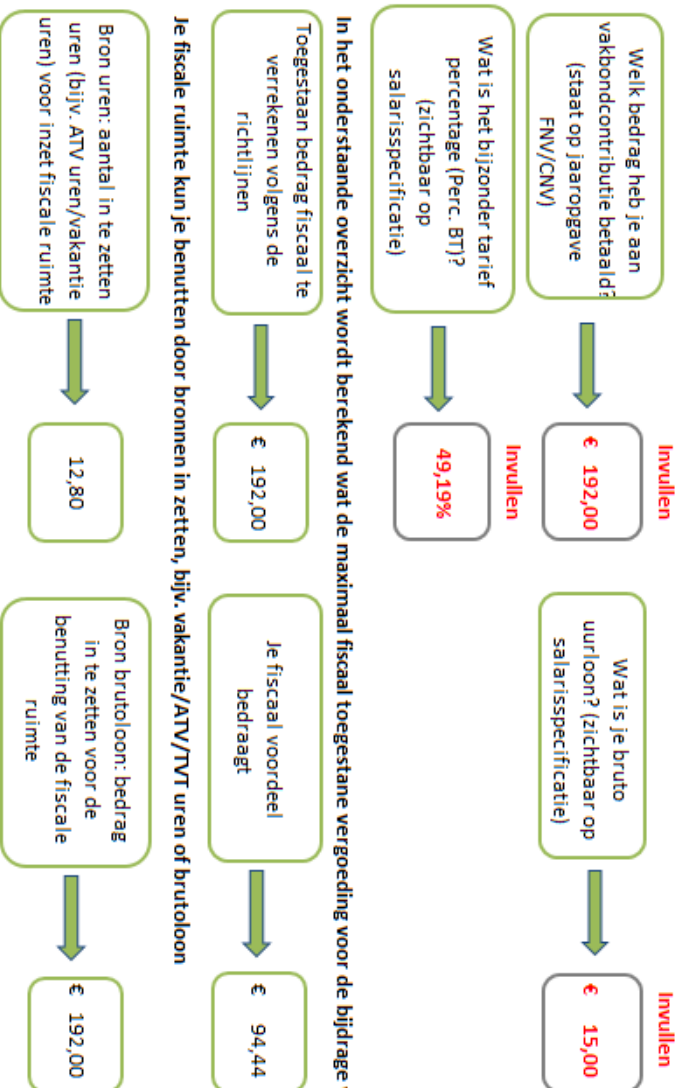 Invullen
Invullen
Welk bedrag heb je aan
vakbondcontributie betaald?
(staat op jaaropgave
FNV/CNV)
€ 192,00
Wat is je bruto
uurloon? (zichtbaar op
salarisspecificatie)
€ 15,00
Invullen
Wat is het bijzonder tarief
percentage (Perc. BT)?
(zichtbaar op
salarisspecificatie)
49,19%
In het onderstaande overzicht wordt berekend wat de maximaal fiscaal toegestane vergoeding voor de bijdrage
Toegestaan bedrag fiscaal te
verrekenen volgens de
richtlijnen
€ 192,00
Je fiscaal voordeel
bedraagt
€ 94,44
Je fiscale ruimte kun je benutten door bronnen in zetten, bijv. vakantie/ATV/TVT uren of brutoloon
Bron uren: aantal in te zetten
uren (bijv. ATV uren/vakantie
uren) voor inzet fiscale ruimte
12,80
Bron brutoloon: bedrag
in te zetten voor de
benutting van de fiscale
ruimte
€ 192,00